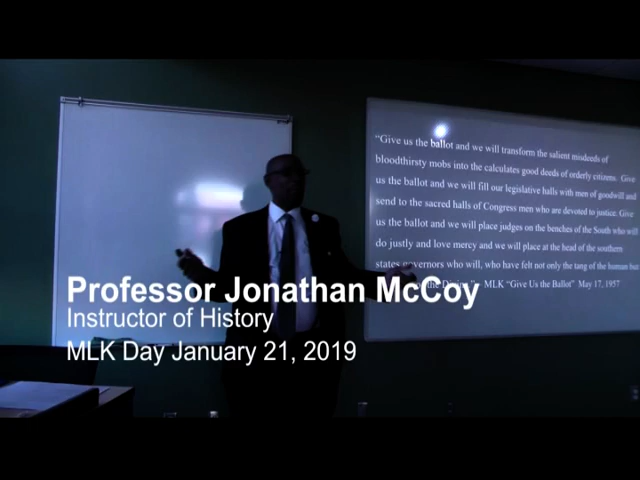 "Give us the ballot and we will transform the salient misdeeds of
bloodthirsty mobs into the calculates good deeds of orderly citizens. Give
us the ballot and we will fill our legislative halls with men of goodwill and
send to the sacred halls of Congress men who are devoted to justice. Give
us the ballot and we will place judges on the benches of the South who will
do justly and love mercy and we will place at the head of the southern
states governors who will, who have felt not only the tang of the human but
the Divine." MLK "Give Us the Ballot" May 17, 1957
Professor Jonathan McCoy
Instructor of History
MLK Day January 21, 2019